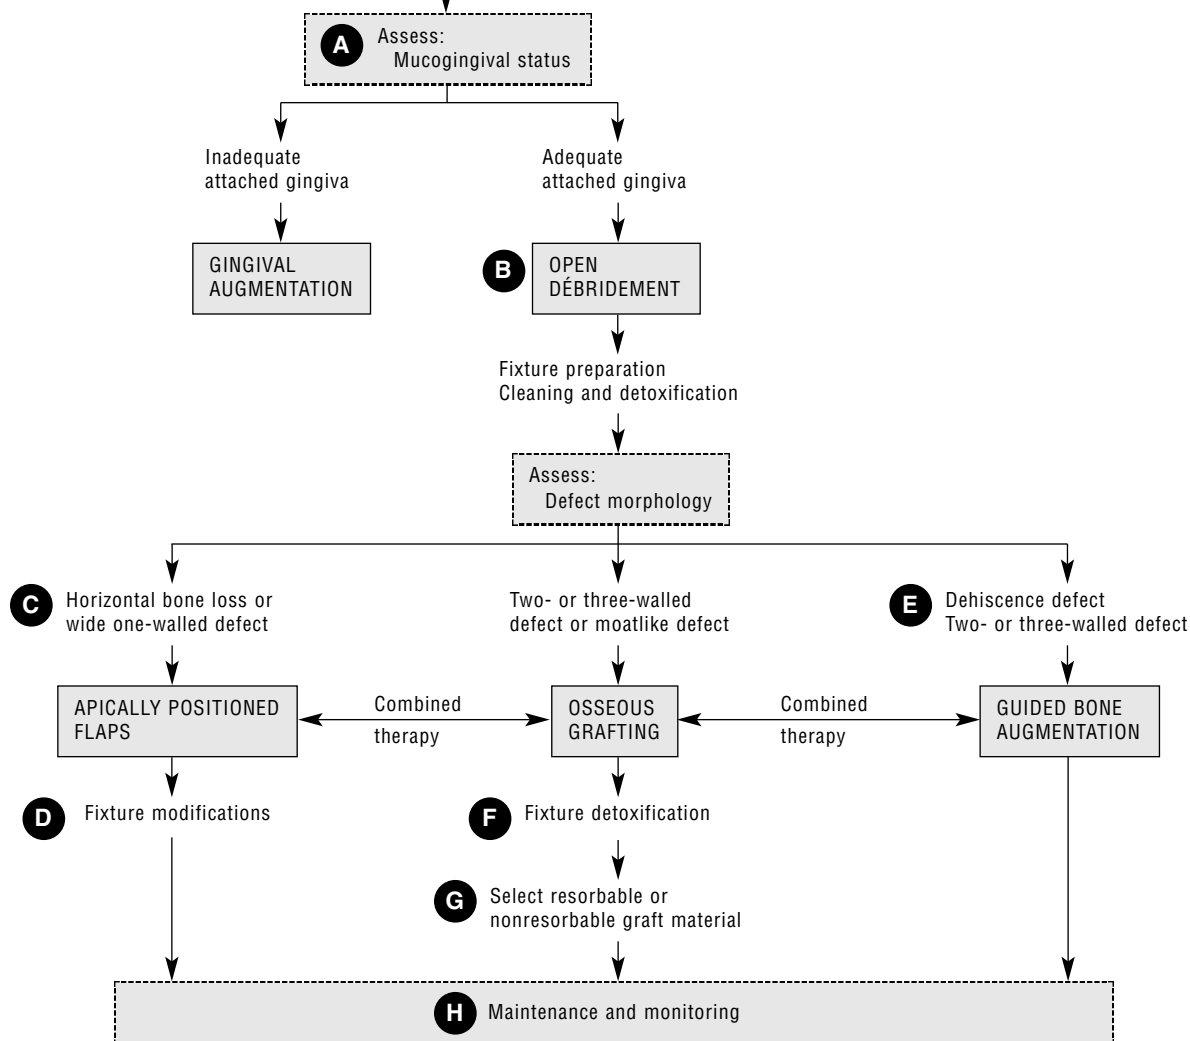 A
Assess:
Mucogingival status
Inadequate
attached gingiva
Adequate
attached gingiva
GINGIVAL
AUGMENTATION
B
OPEN
DÉBRIDEMENT
Fixture preparation
Cleaning and detoxification
Assess:
Defect morphology
C
Horizontal bone loss or
wide one-walled defect
Two- or three-walled
defect or moatlike defect
E
Dehiscence defect
Two- or three-walled defect
APICALLY POSITIONED
FLAPS
Combined
therapy
OSSEOUS
GRAFTING
Combined
therapy
GUIDED BONE
AUGMENTATION
D
Fixture modifications
F
Fixture detoxification
G
Select resorbable or
nonresorbable graft material
H
Maintenance and monitoring